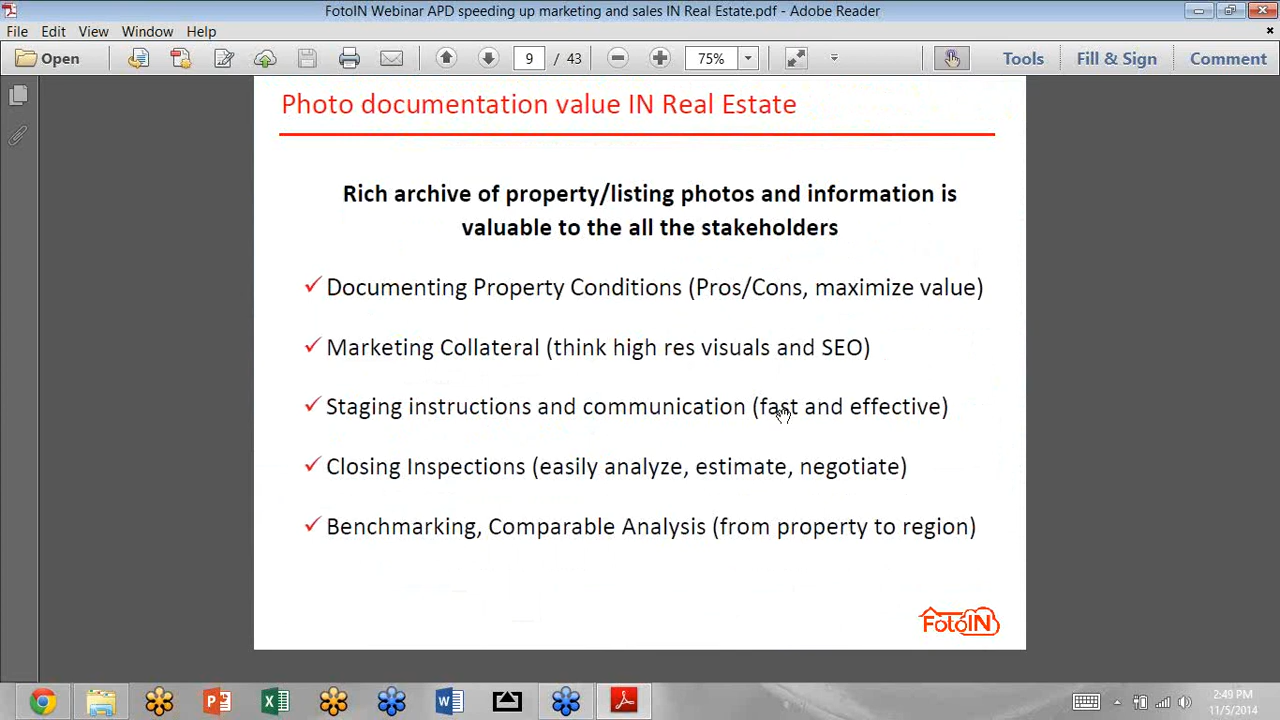 FotoIN Webinar APD speeding up marketing and sales IN Real Estate.pdf - Adobe Reader
File Edit View Window Help
Open 9 / 43 75% Tools Fill & Sign Comment
Photo documentation value IN Real Estate
Rich archive of property/listing photos and information is
valuable to the all the stakeholders
Documenting Property Conditions (Pros/Cons, maximize value)
Marketing Collateral (think high res visuals and SEO)
Staging instructions and communication (fast and effective)
Closing Inspections (easily analyze, estimate, negotiate)
Benchmarking, Comparable Analysis (from property to region)
FotoIN
2:49 PM
11/5/2014